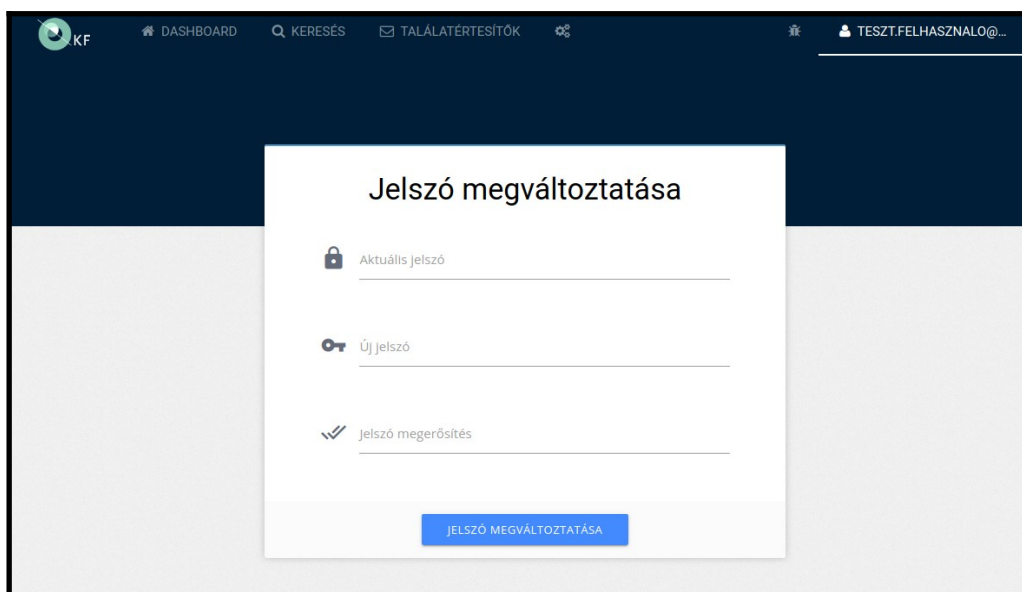 KF
DASHBOARD
KERESÉS
TALÁLATÉRTESÍTŐK
TESZT.FELHASZNALO@...
Jelszó megváltoztatása
Aktuális jelszó
Új jelszó
Jelszó megerősítés
JELSZÓ MEGVÁLTOZTATÁSA